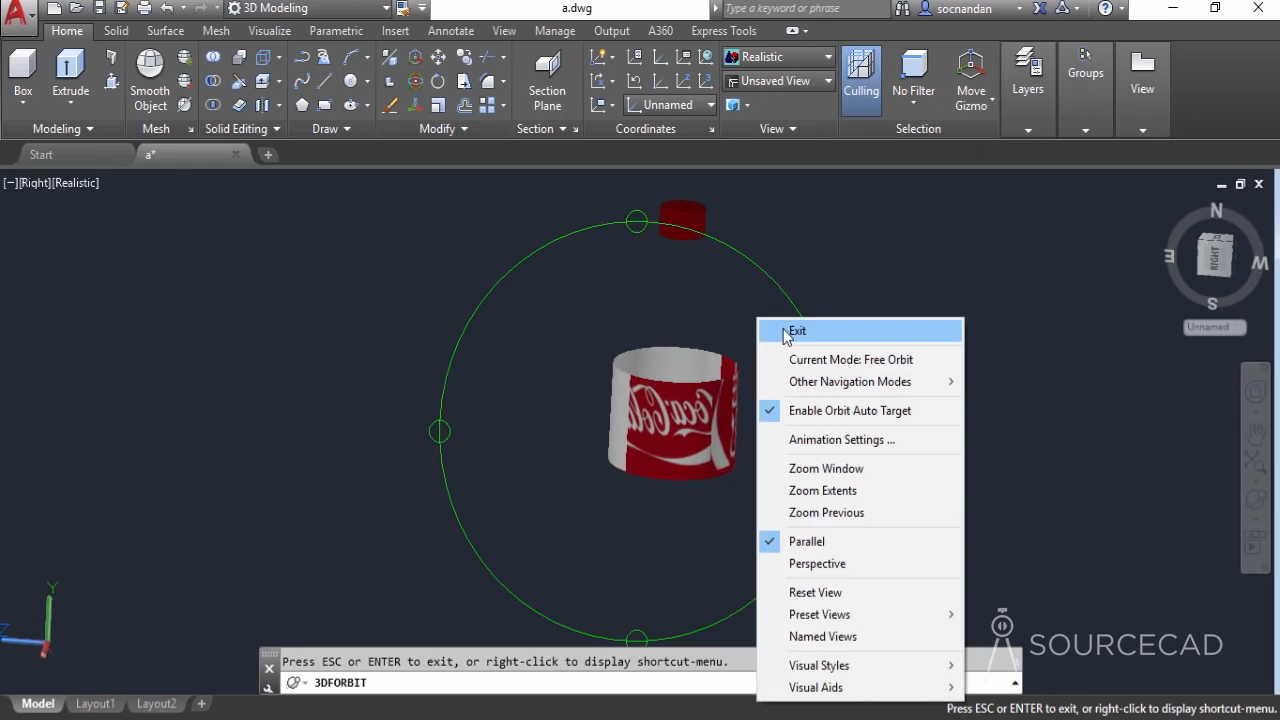 3D Modeling
a.dwg
Type a keyword or phrase
socnandan
Home Solid Surface Mesh Visualize Parametric Insert Annotate View Manage Output A360 Express Tools
Box
Extrude
Smooth
Object
Section
Plane
Realistic
Unsaved View
Unnamed
Culling
No Filter
Move
Gizmo
Layers
Groups
View
Modeling Mesh Solid Editing Draw Modify Section Coordinates View Selection
Start a*
[−][Right][Realistic]
N
E
W
S
RIGHT
Unnamed
Coca-Cola
Exit
Current Mode: Free Orbit
Other Navigation Modes
Enable Orbit Auto Target
Animation Settings ...
Zoom Window
Zoom Extents
Zoom Previous
Parallel
Perspective
Reset View
Preset Views
Named Views
Visual Styles
Visual Aids
Y
Z
SOURCECAD
Press ESC or ENTER to exit, or right-click to display shortcut-menu.
3DFORBIT
Model Layout1 Layout2 +
Press ESC or ENTER to exit, or right-click to display shortcut-menu.